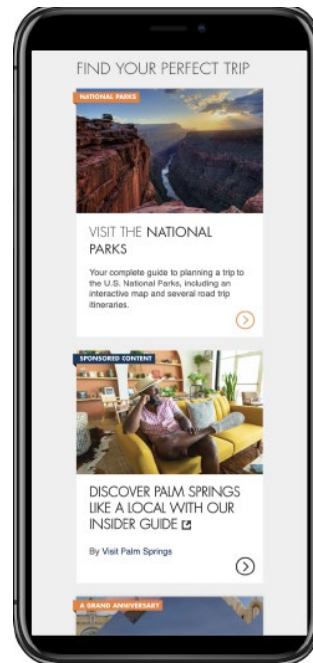 FIND YOUR PERFECT TRIP
NATIONAL PARKS
VISIT THE NATIONAL
PARKS
Your complete guide to planning a trip to
the U.S. National Parks, including an
interactive map and several road trip
itineraries.
SPONSORED CONTENT
DISCOVER PALM SPRINGS
LIKE A LOCAL WITH OUR
INSIDER GUIDE
By Visit Palm Springs
A GRAND ANNIVERSARY